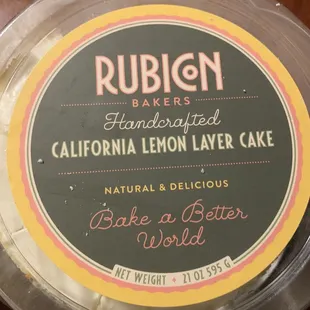 RUBICON
BAKERS
Handcrafted
CALIFORNIA LEMON LAYER CAKE
NATURAL & DELICIOUS
Bake a Better
World
NET WEIGHT • 21 OZ 595 G